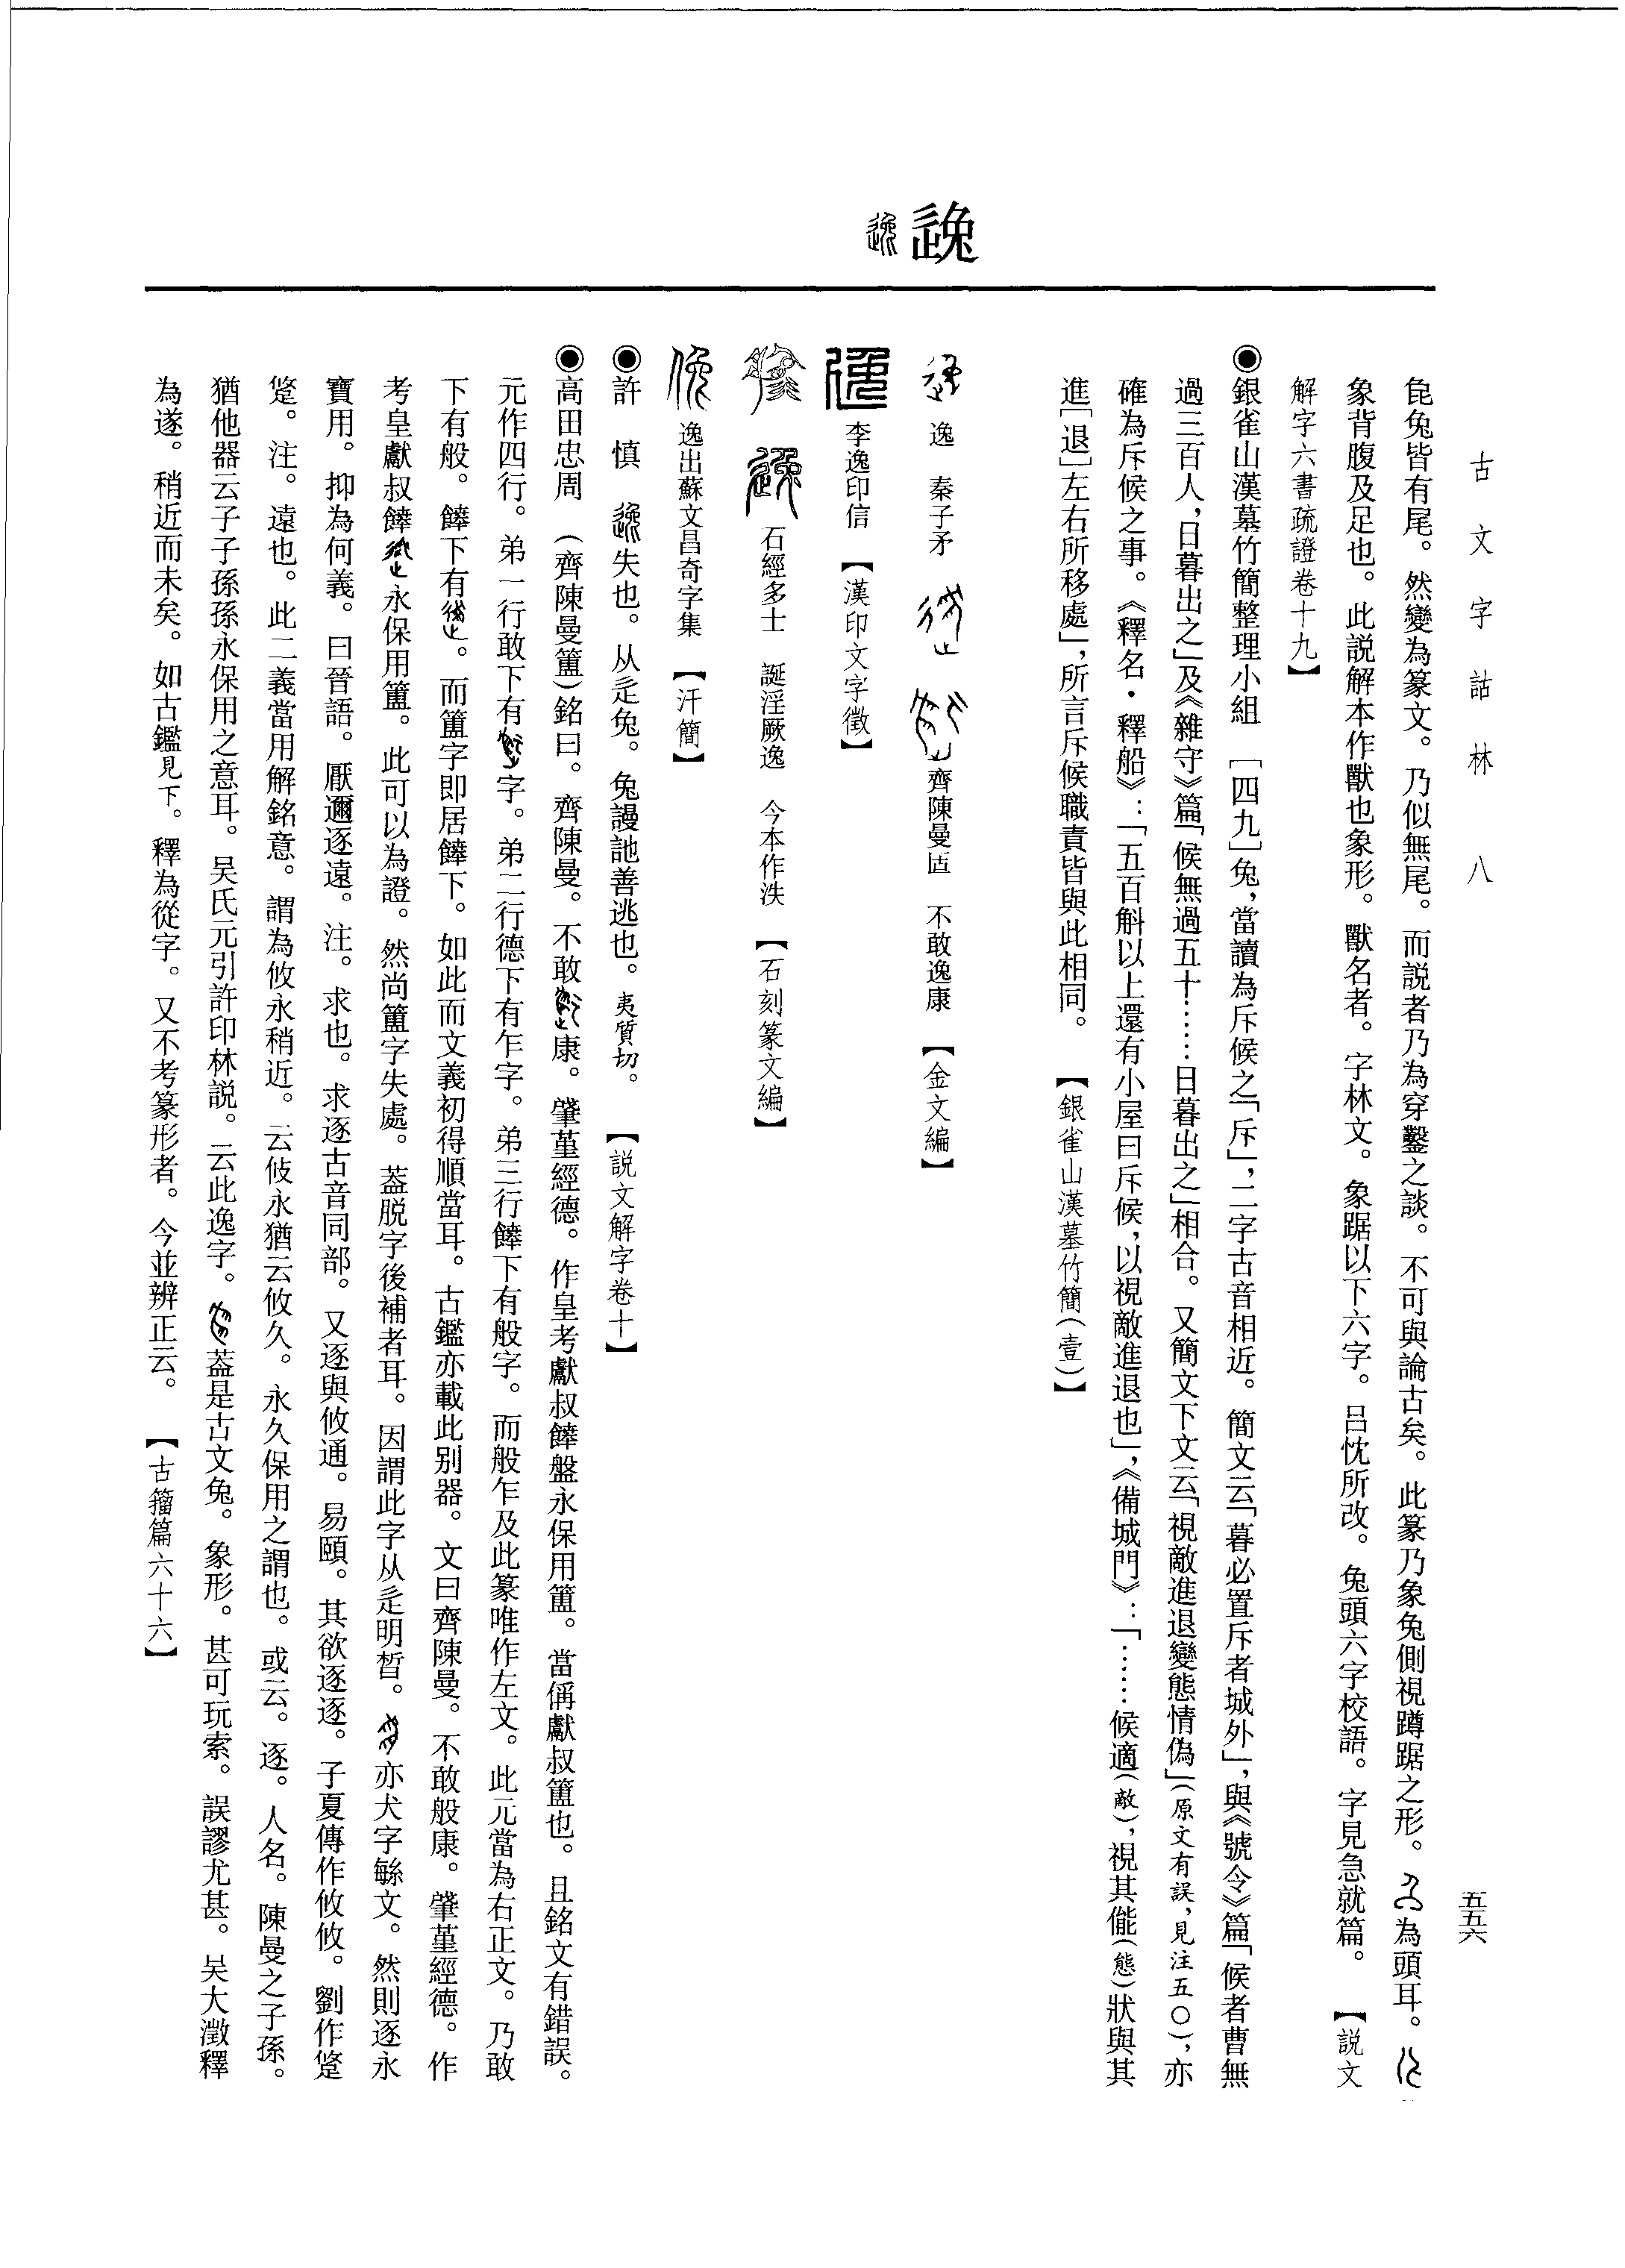 古文字詁林 八
五五六
逸
㲋兔皆有尾。然變為篆文。乃似無尾。而説者乃為穿鑿之談。不可與論古矣。此篆乃象兔側視蹲踞之形。為頭耳。
象背腹及足也。此説解本作獸也象形。獸名者。字林文。象踞以下六字。吕忱所改。兔頭六字校語。字見急就篇。【説文
解字六書疏證卷十九】
◉銀雀山漢墓竹簡整理小組 [四九]兔,當讀為斥候之「斥」,二字古音相近。簡文云「暮必置斥者城外」,與《號令》篇「候者曹無
過三百人,日暮出之」及《雜守》篇「候無過五十……日暮出之」相合。又簡文下文云「視敵進退變態情偽」(原文有誤,見注五〇),亦
確為斥候之事。《釋名·釋船》:「五百斛以上還有小屋曰斥候,以視敵進退也」,《備城門》:「……候適(敵),視其能(態)狀與其
進[退]左右所移處」,所言斥候職責皆與此相同。 【銀雀山漢墓竹簡(壹)】
逸 秦子矛 齊陳曼匜 不敢逸康 【金文編】
李逸印信 【漢印文字徵】
石經多士 誕淫厥逸 今本作泆 【石刻篆文編】
逸出蘇文昌奇字集 【汗簡】
◉許 慎 失也。从辵兔。兔謾訑善逃也。夷質切。 【説文解字卷十】
◉高田忠周 (齊陳曼簠)銘曰。齊陳曼。不敢康。肇堇經德。作皇考獻叔饆盤永保用簠。當偁獻叔簠也。且銘文有錯誤。
元作四行。弟一行敢下有字。弟二行德下有乍字。弟三行饆下有般字。而般乍及此篆唯作左文。此元當為右正文。乃敢
下有般。饆下有。而簠字即居饆下。如此而文義初得順當耳。古鑑亦載此别器。文曰齊陳曼。不敢般康。肇堇經德。作
考皇獻叔饆永保用簠。此可以為證。然尚簠字失處。葢脱字後補者耳。因謂此字从辵明晳。亦犬字緐文。然則逐永
寶用。抑為何義。曰晉語。厭邇逐遠。注。求也。求逐古音同部。又逐與攸通。易頤。其欲逐逐。子夏傳作攸攸。劉作跾
跾。注。遠也。此二義當用解銘意。謂為攸永稍近。云攸永猶云攸久。永久保用之謂也。或云。逐。人名。陳曼之子孫。
猶他器云子子孫孫永保用之意耳。吴氏元引許印林説。云此逸字。葢是古文兔。象形。甚可玩索。誤謬尤甚。吴大澂釋
為遂。稍近而未矣。如古鑑見下。釋為從字。又不考篆形者。今並辨正云。 【古籀篇六十六】